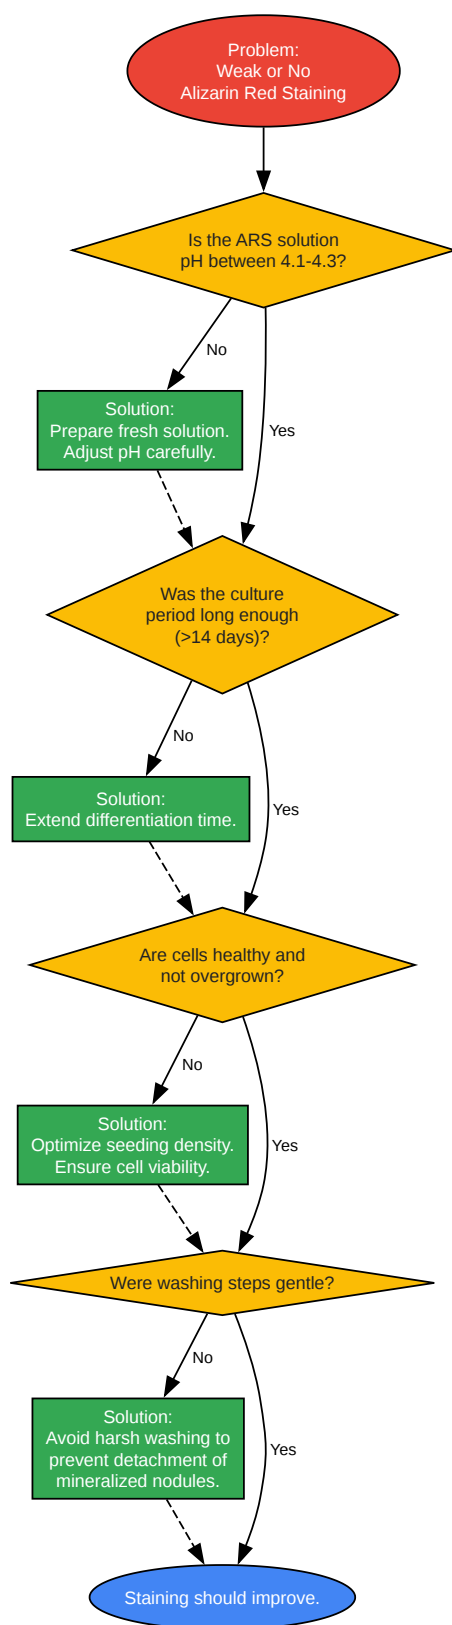 Problem:
Weak or No
Alizarin Red Staining
Is the ARS solution
pH between 4.1-4.3?
No
Yes
Solution:
Prepare fresh solution.
Adjust pH carefully.
Was the culture
period long enough
(>14 days)?
No
Yes
Solution:
Extend differentiation time.
Are cells healthy and
not overgrown?
No
Yes
Solution:
Optimize seeding density.
Ensure cell viability.
Were washing steps gentle?
No
Yes
Solution:
Avoid harsh washing to
prevent detachment of
mineralized nodules.
Staining should improve.